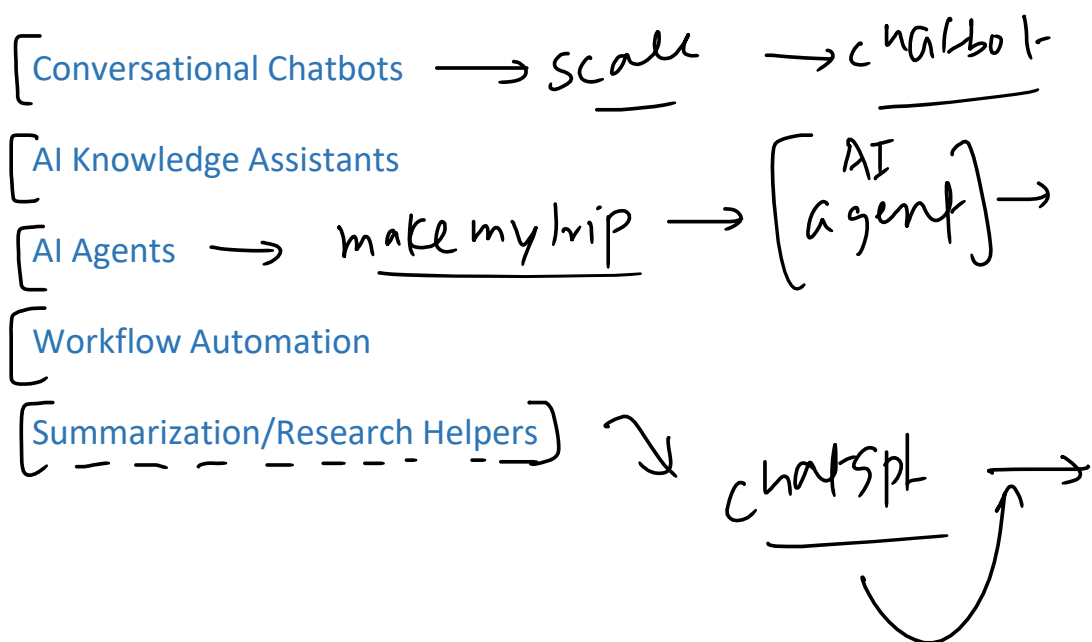 Conversational Chatbots → scale → chatbot
AI Knowledge Assistants
AI Agents → makemytrip → [AI agent] →
Workflow Automation
Summarization/Research Helpers
chatgpt →